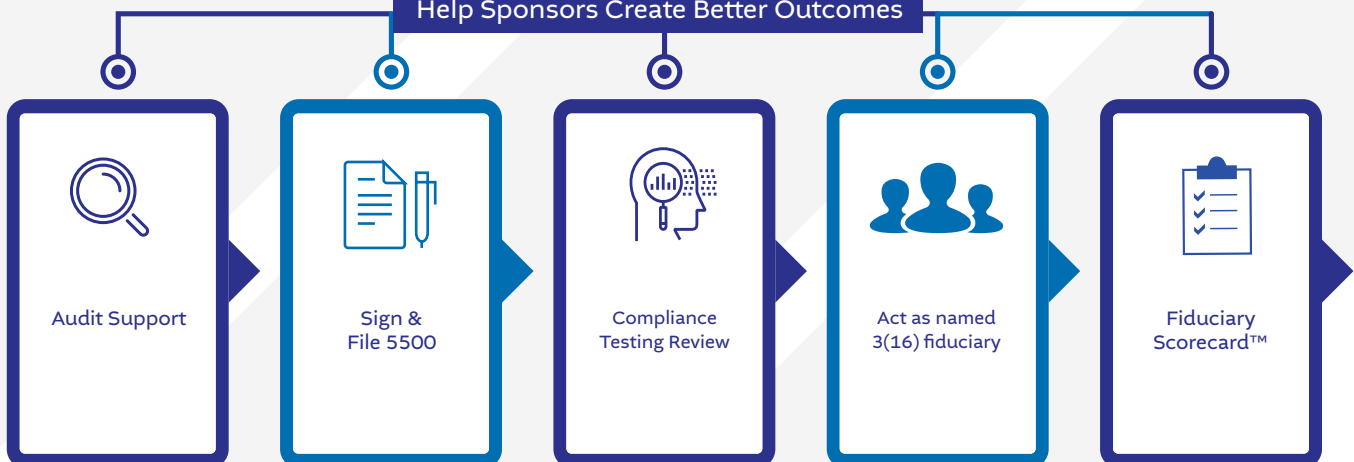 Help Sponsors Create Better Outcomes
Audit Support
Sign &
File 5500
Compliance
Testing Review
Act as named
3(16) fiduciary
Fiduciary
Scorecard™